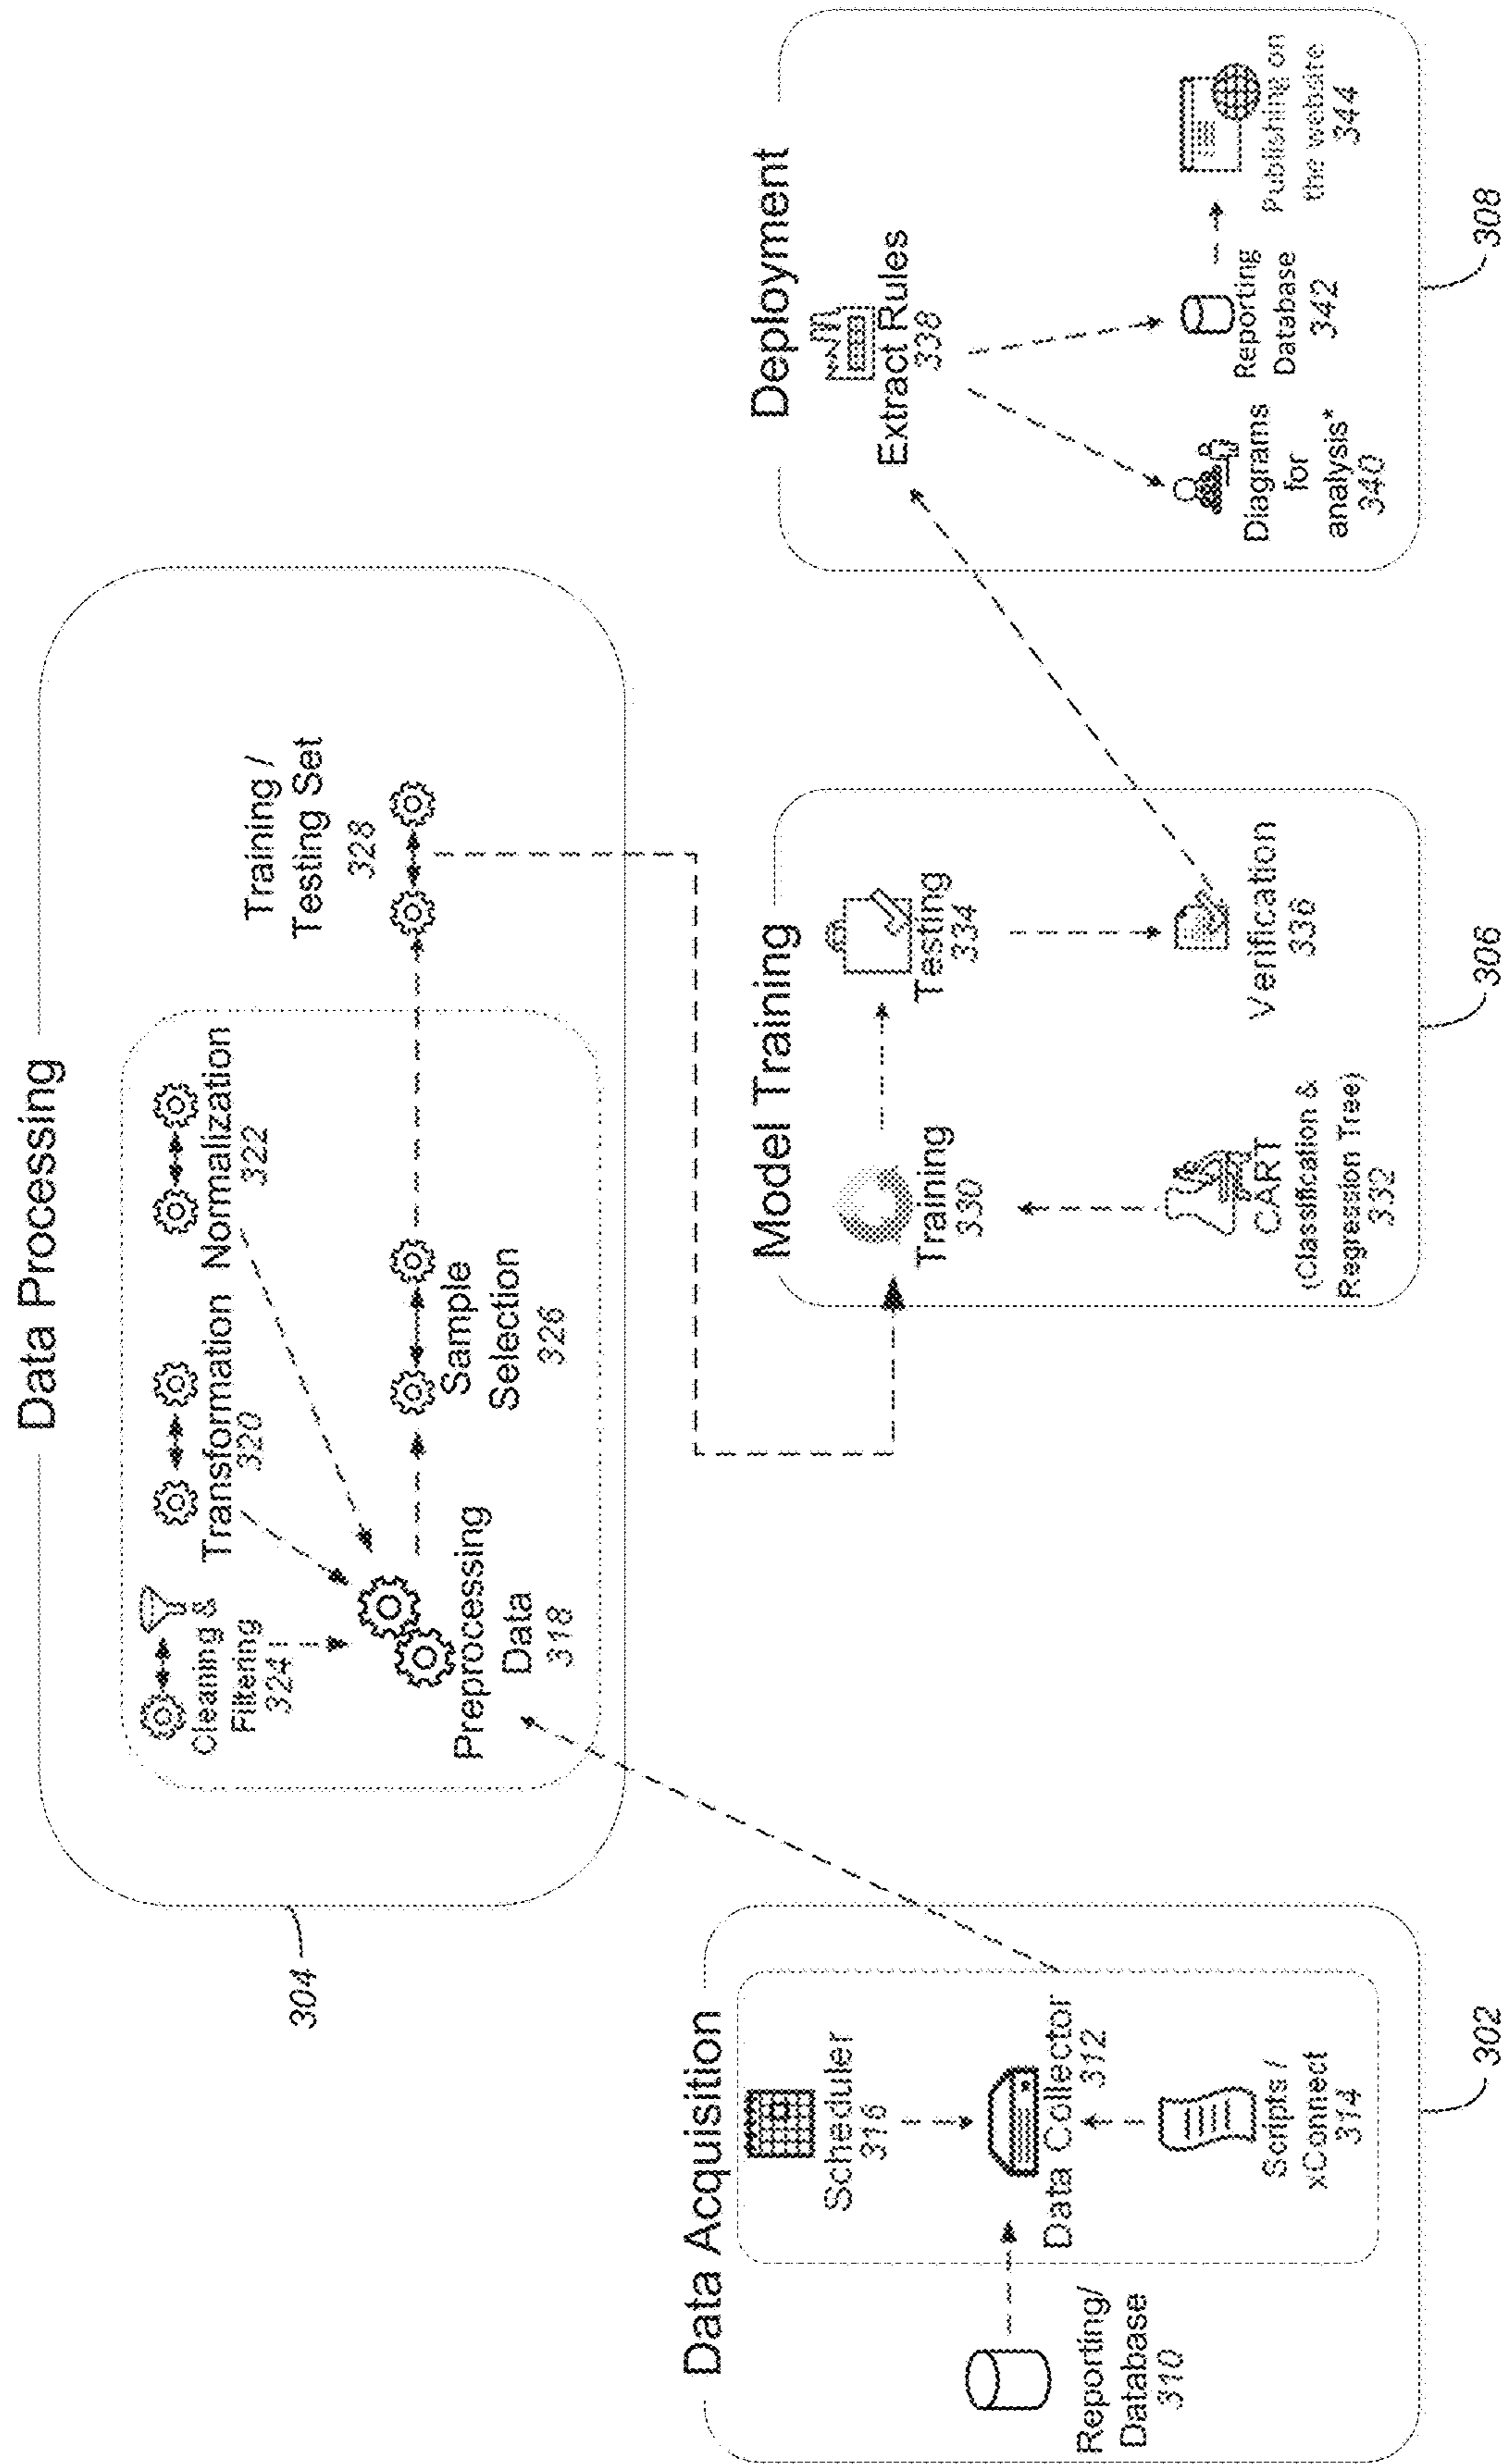 Data Processing
Cleaning &
Filtering
324
Transformation
320
Normalization
322
Preprocessing
Data
318
Sample
Selection
326
Training /
Testing Set
328
304
Data Acquisition
Reporting/
Database
310
Scheduler
316
Data Collector
312
Scripts /
xConnect
314
302
Model Training
Training
330
Testing
334
CART
(Classification &
Regression Tree)
332
Verification
336
306
Deployment
Extract Rules
338
Diagrams
for
analysis*
340
Reporting
Database
342
Publishing on
the website
344
308